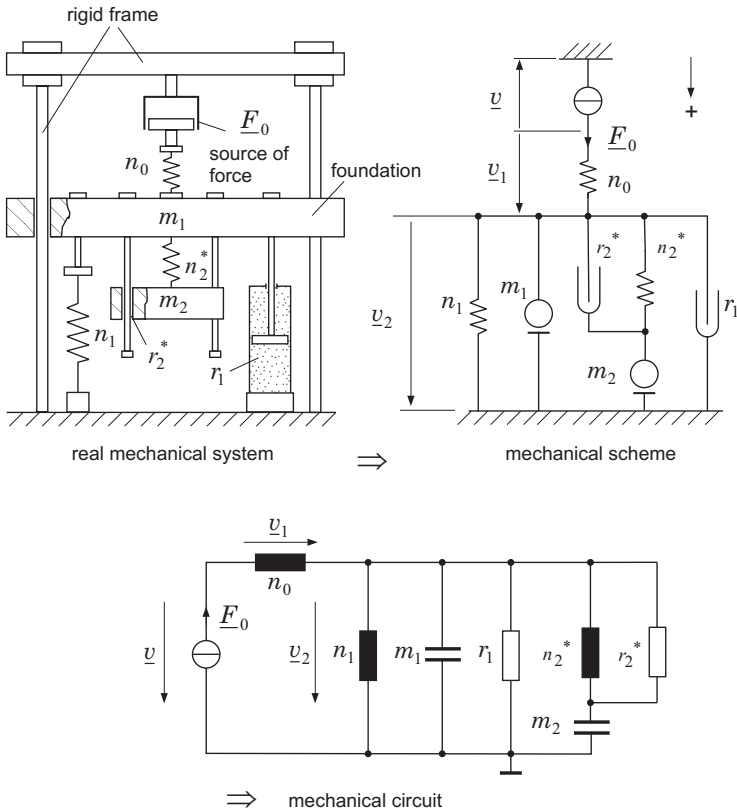 rigid frame
F₀
source of
force
n₀
foundation
m₁
n₂*
m₂
n₁
r₂*
r₁
real mechanical system
⇒
v
+
F₀
v₁
n₀
r₂*
n₂*
n₁
m₁
r₁
v₂
m₂
mechanical scheme
v₁
n₀
F₀
v
v₂
n₁
m₁
r₁
n₂*
r₂*
m₂
⇒ mechanical circuit